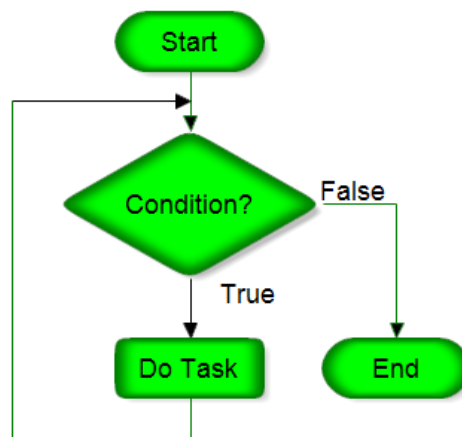 Start
Condition?
False
True
Do Task
End